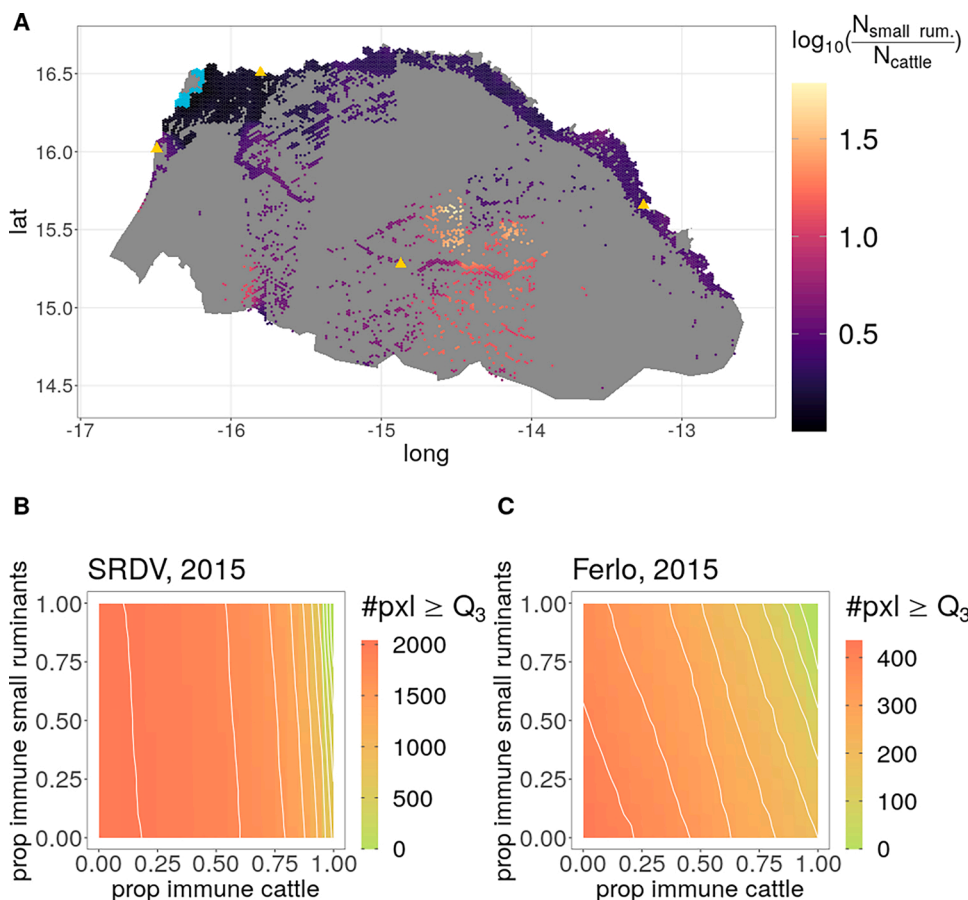 A
log10(Nsmall rum./Ncattle)
16.5
16.0
15.5
15.0
14.5
lat
-17
-16
-15
-14
-13
long
1.5
1.0
0.5
B
SRDV, 2015
prop immune small ruminants
1.00
0.75
0.50
0.25
0.00
0.00 0.25 0.50 0.75 1.00
prop immune cattle
#pxl ≥ Q3
2000
1500
1000
500
0
C
Ferlo, 2015
prop immune small ruminants
1.00
0.75
0.50
0.25
0.00
0.00 0.25 0.50 0.75 1.00
prop immune cattle
#pxl ≥ Q3
400
300
200
100
0